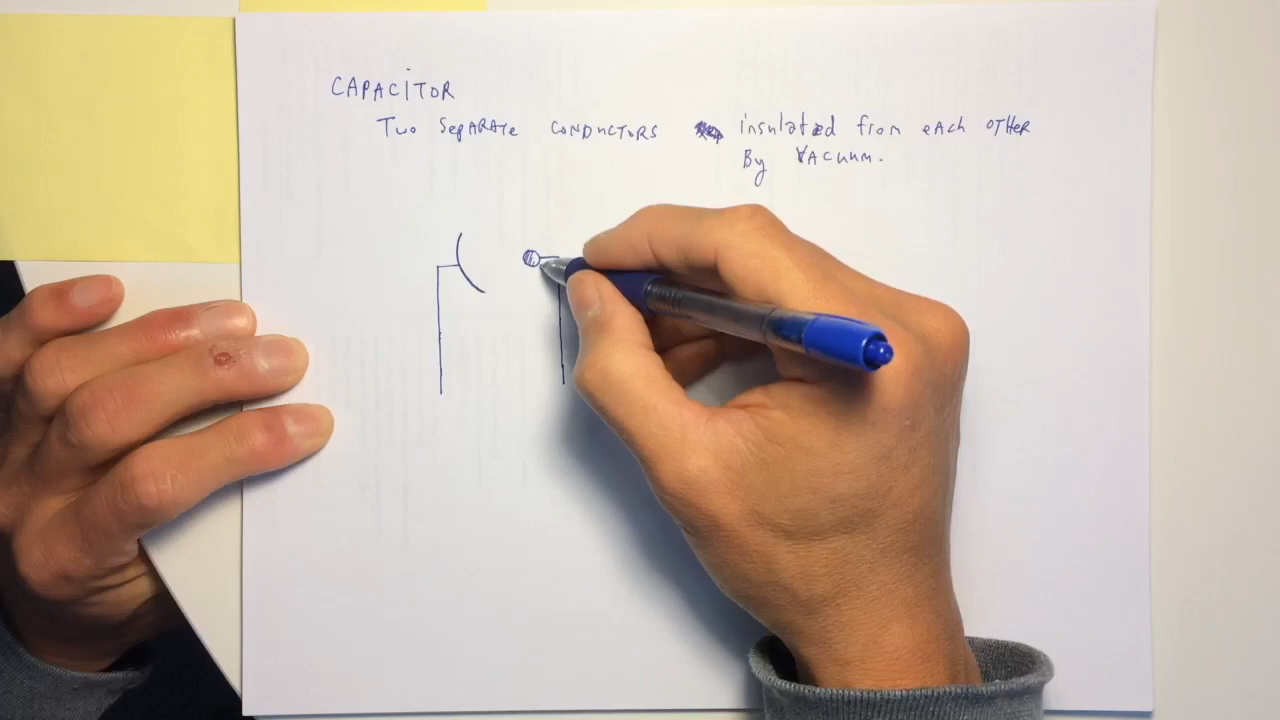 CAPACITOR
Two SepARATe CONDUCTORS insulated from eAcH OTHeR
By VACuum.